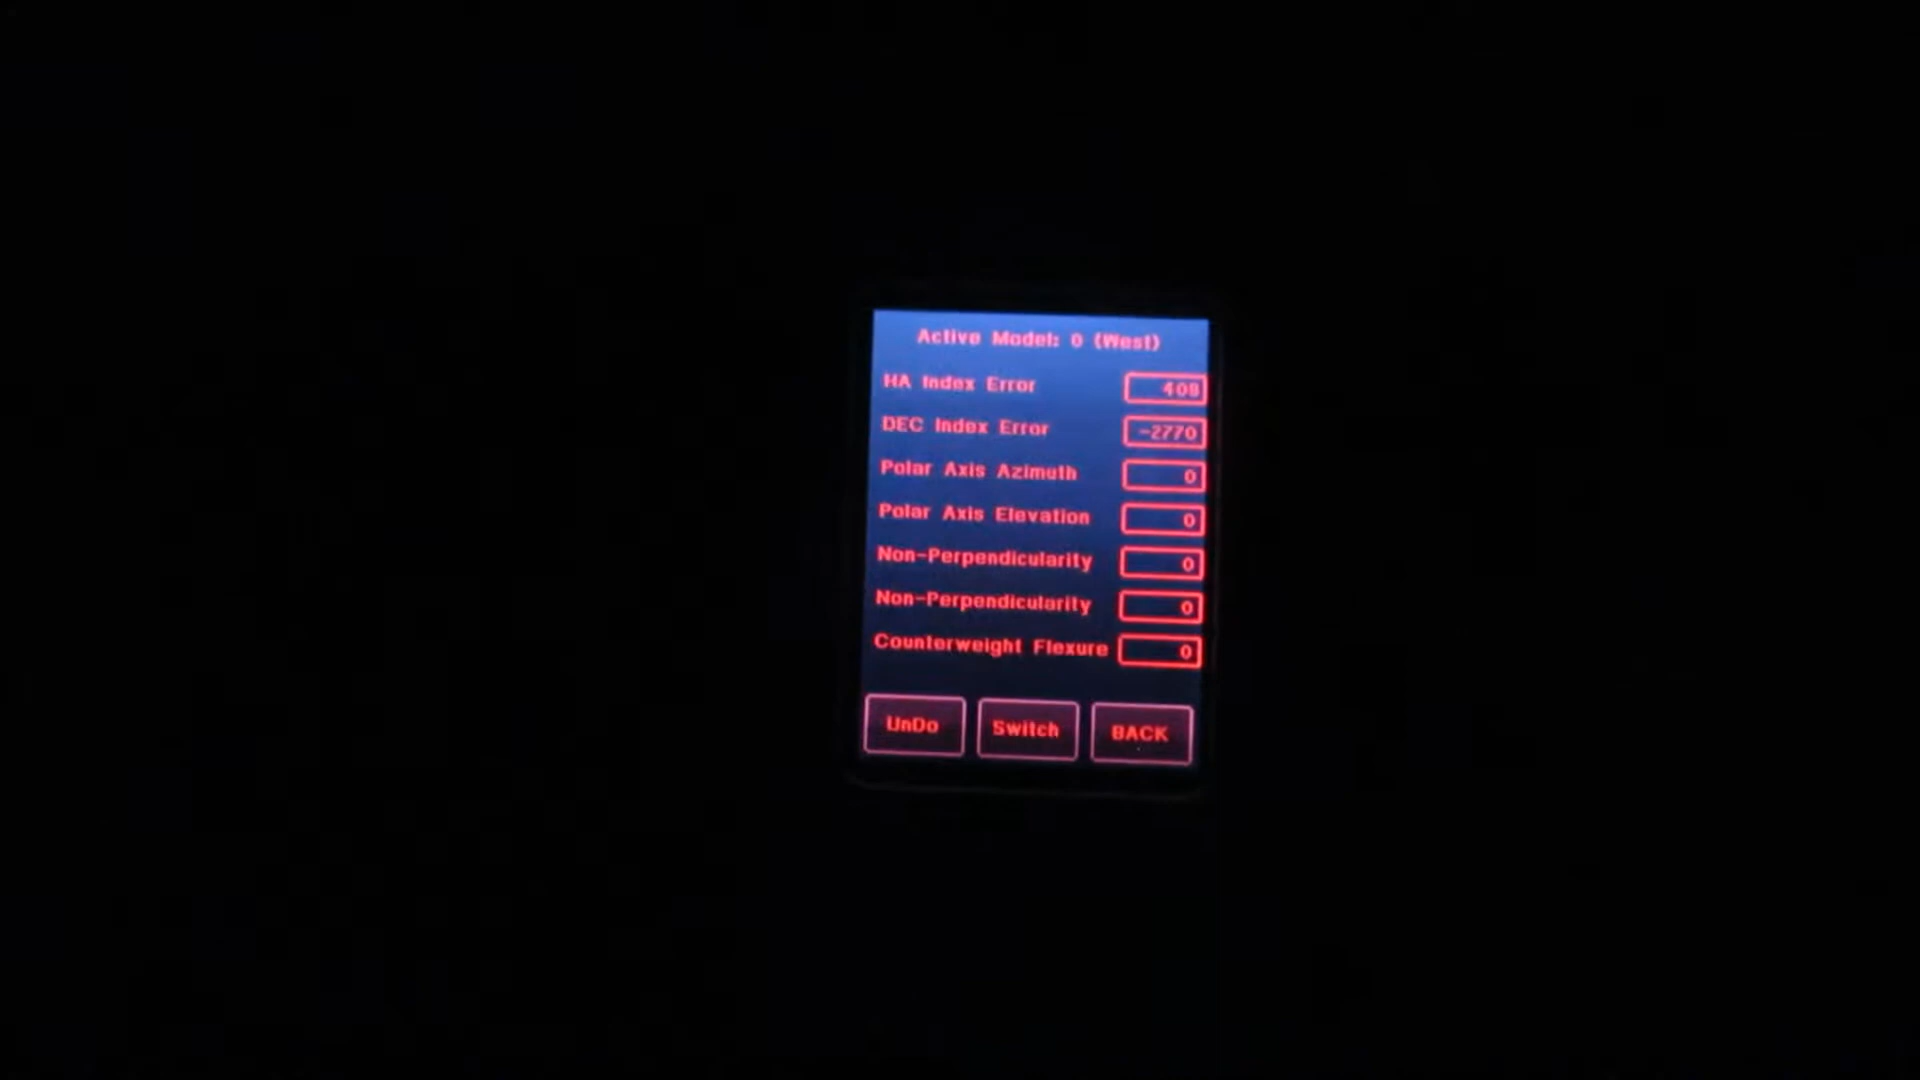 Active Model: 0 (West)
HA Index Error
DEC Index Error -2770
Polar Axis Azimuth 0
Polar Axis Elevation 0
Non-Perpendicularity 0
Non-Perpendicularity 0
Counterweight Flexure 0
UnDo Switch BACK